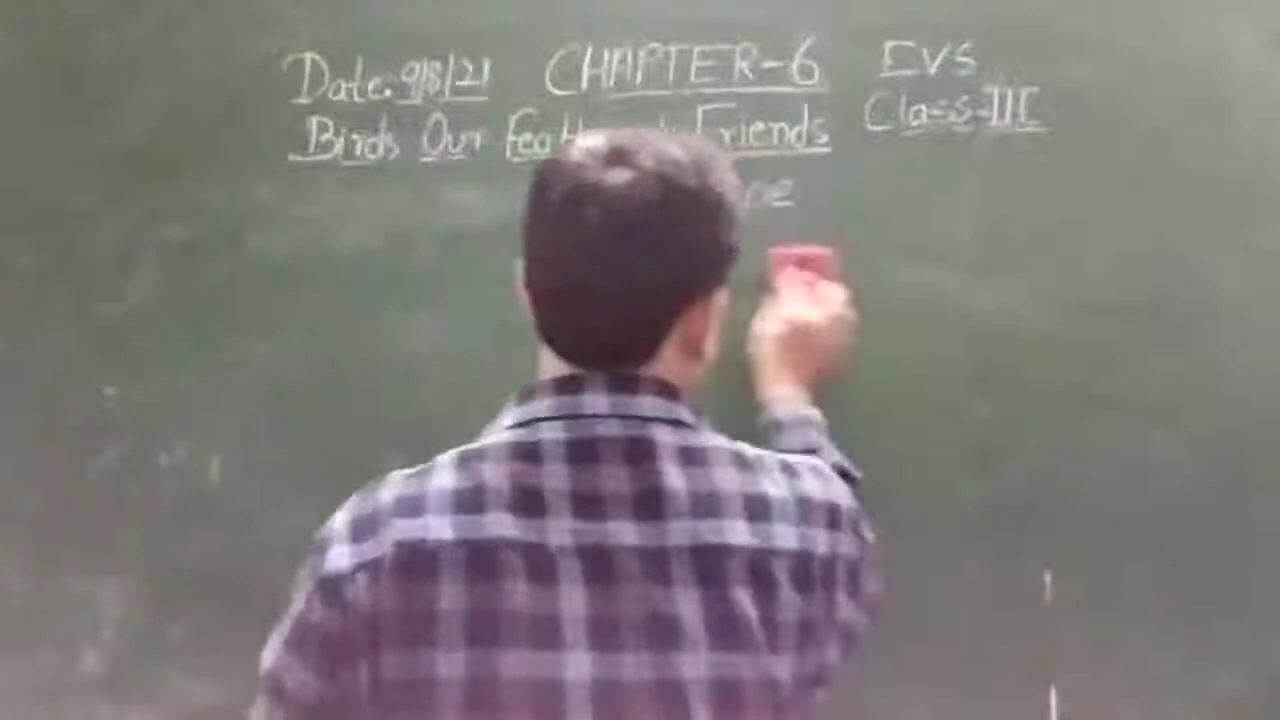 Date: 9/8/21 CHAPTER-6 EVS
Birds Our Friends Class-III